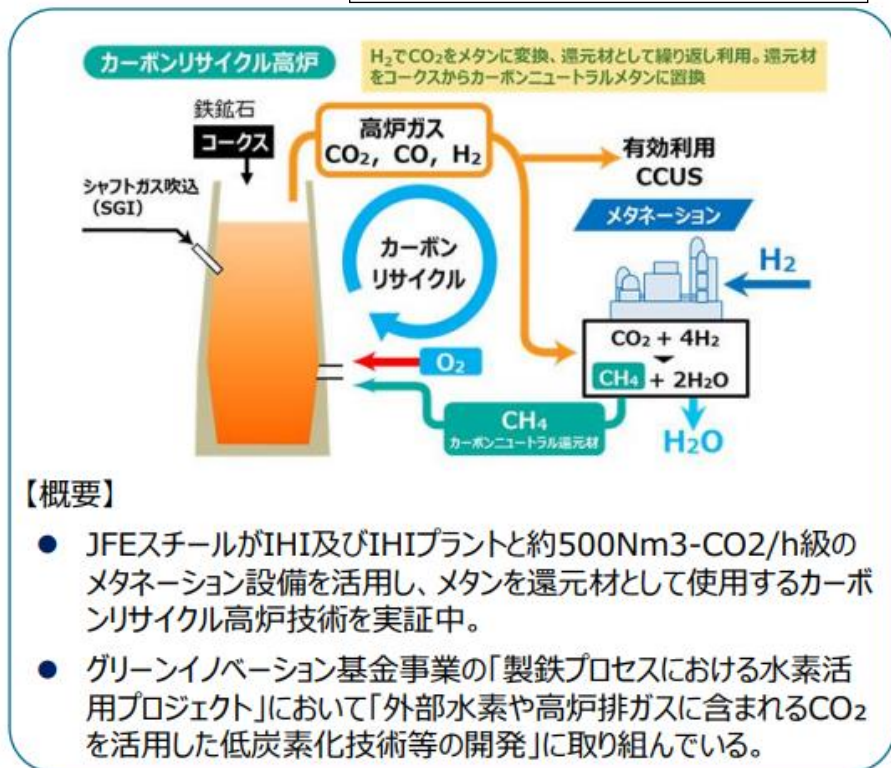 カーボンリサイクル高炉
H₂でCO₂をメタンに変換、還元材として繰り返し利用。還元材
をコークスからカーボンニュートラルメタンに置換
鉄鉱石
コークス
シャフトガス吹込
（SGI）
高炉ガス
CO₂, CO, H₂
有効利用
CCUS
メタネーション
カーボン
リサイクル
H₂
O₂
CO₂ + 4H₂
CH₄ + 2H₂O
CH₄
カーボンニュートラル還元材
H₂O
【概要】
● JFEスチールがIHI及びIHIプラントと約500Nm3-CO2/h級の
メタネーション設備を活用し、メタンを還元材として使用するカーボ
ンリサイクル高炉技術を実証中。
● グリーンイノベーション基金事業の「製鉄プロセスにおける水素活
用プロジェクト」において「外部水素や高炉排ガスに含まれるCO₂
を活用した低炭素化技術等の開発」に取り組んでいる。